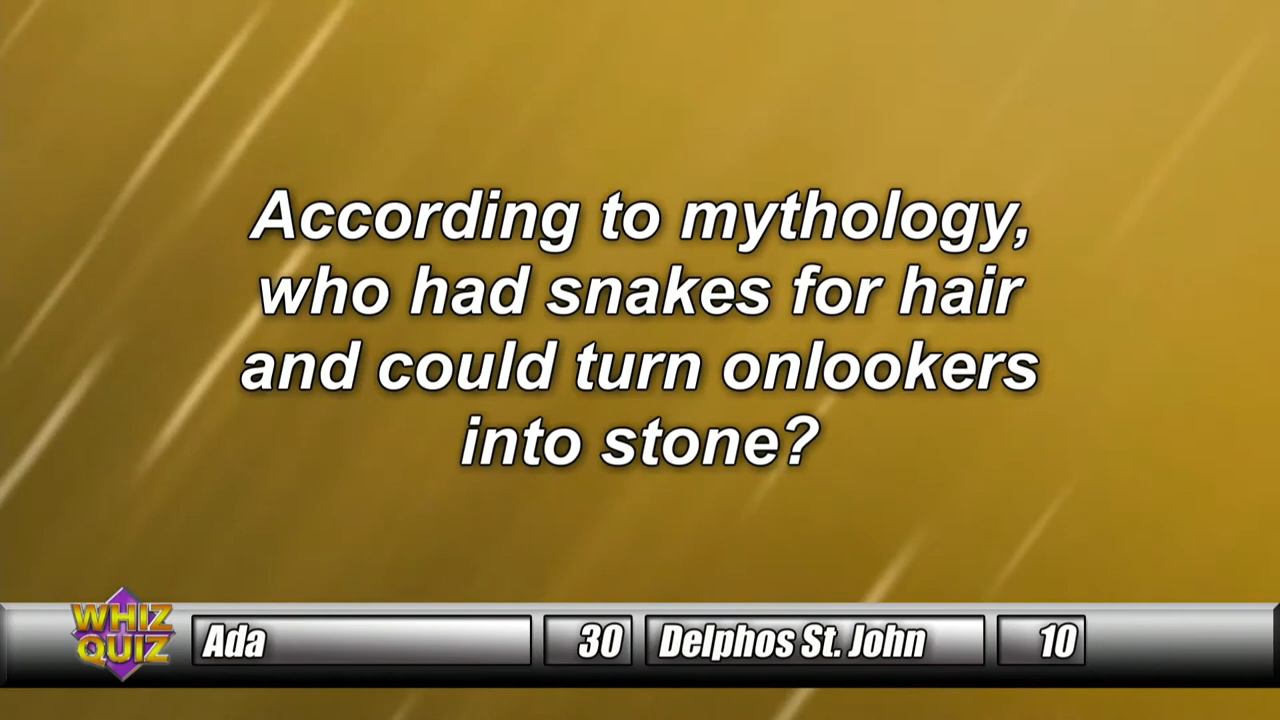 According to mythology,
who had snakes for hair
and could turn onlookers
into stone?
WHIZ
QUIZ
Ada 30 Delphos St. John 10